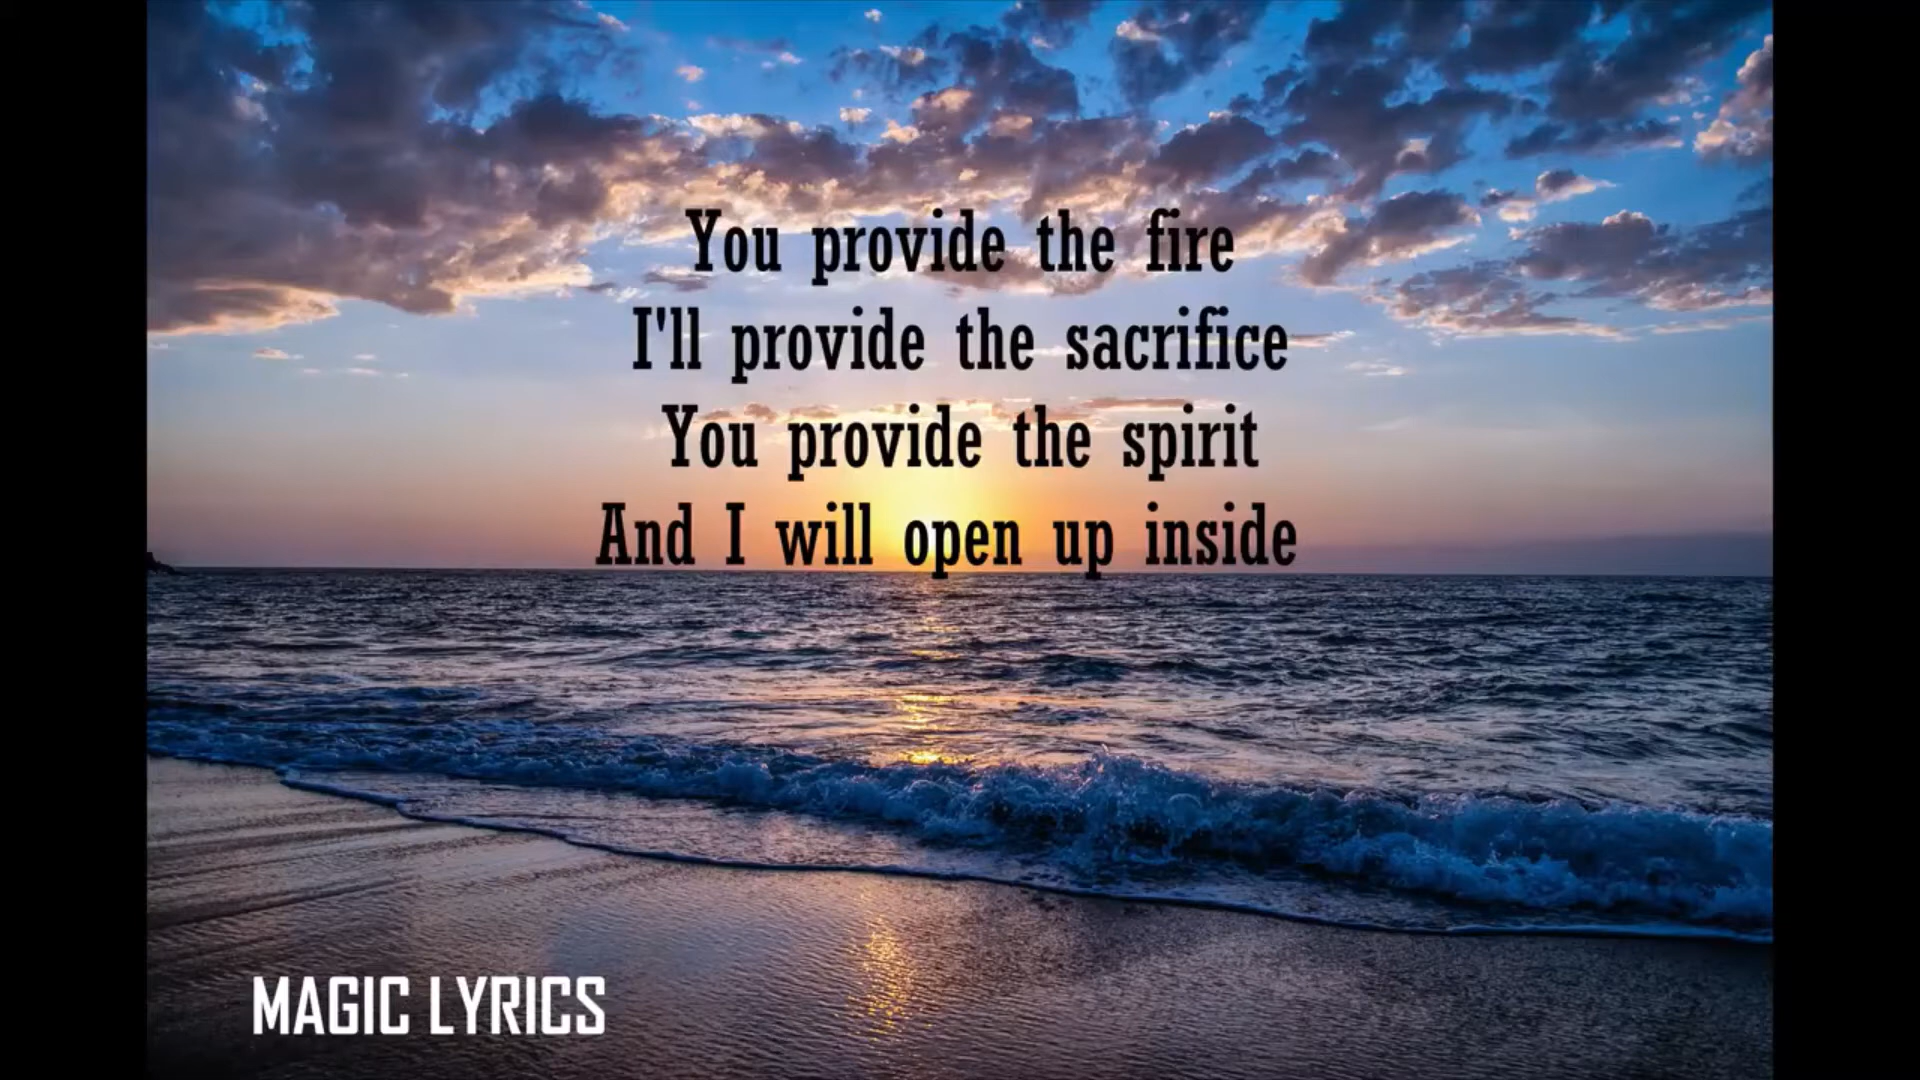 You provide the fire
I'll provide the sacrifice
You provide the spirit
And I will open up inside
MAGIC LYRICS